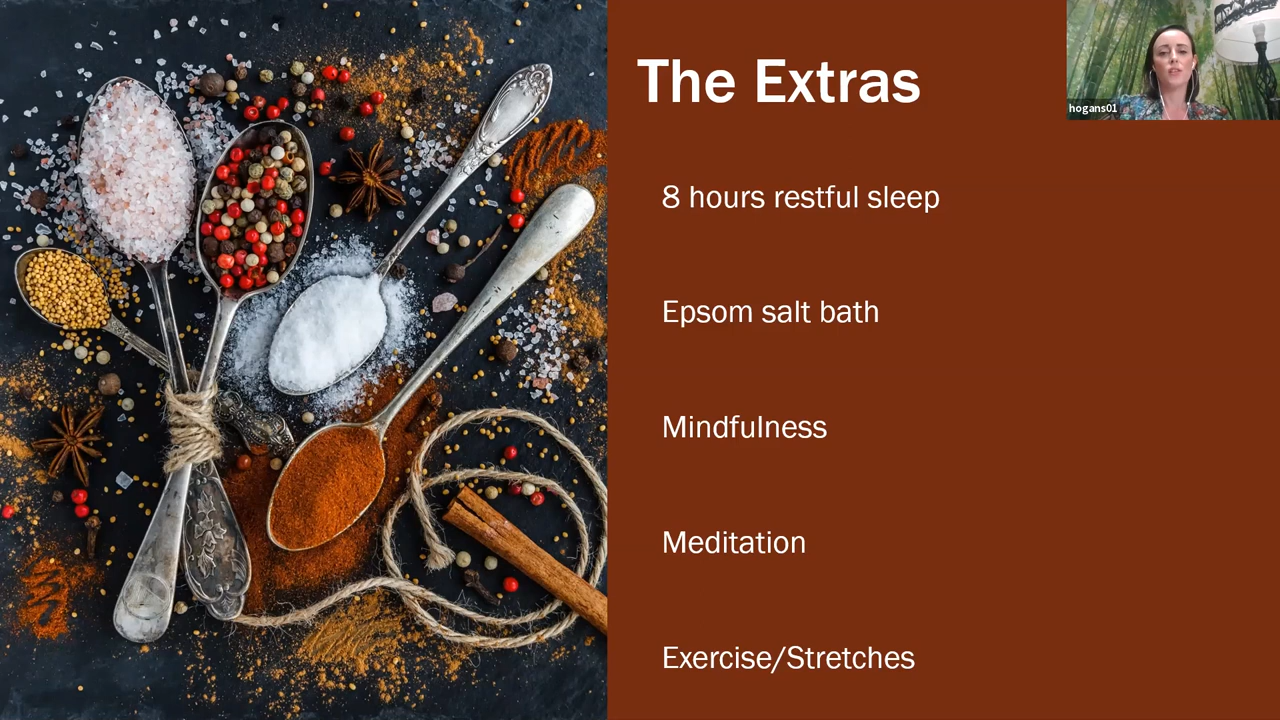 The Extras
hogans01
8 hours restful sleep
Epsom salt bath
Mindfulness
Meditation
Exercise/Stretches